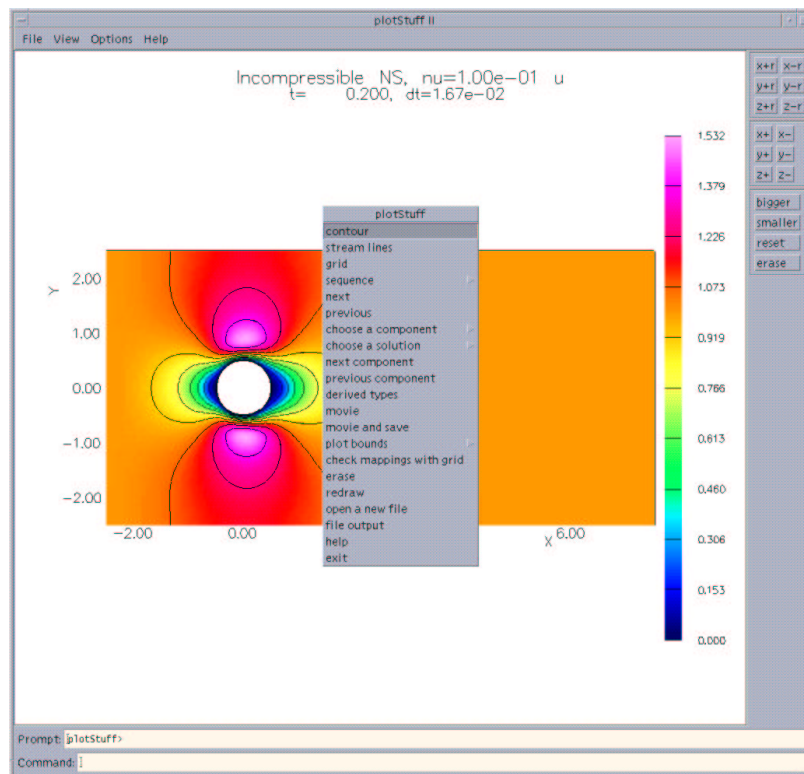 plotStuff II
File View Options Help
Incompressible NS, nu=1.00e-01 u
t= 0.200, dt=1.67e-02
x+r x-r
y+r y-r
z+r z-r
x+ x-
y+ y-
z+ z-
bigger
smaller
reset
erase
plotStuff
contour
stream lines
grid
sequence
next
previous
choose a component
choose a solution
next component
previous component
derived types
movie
movie and save
plot bounds
check mappings with grid
erase
redraw
open a new file
file output
help
exit
Y
2.00
1.00
0.00
-1.00
-2.00
-2.00 0.00 X 6.00
1.532
1.379
1.226
1.073
0.919
0.766
0.613
0.460
0.306
0.153
0.000
Prompt: plotStuff>
Command: